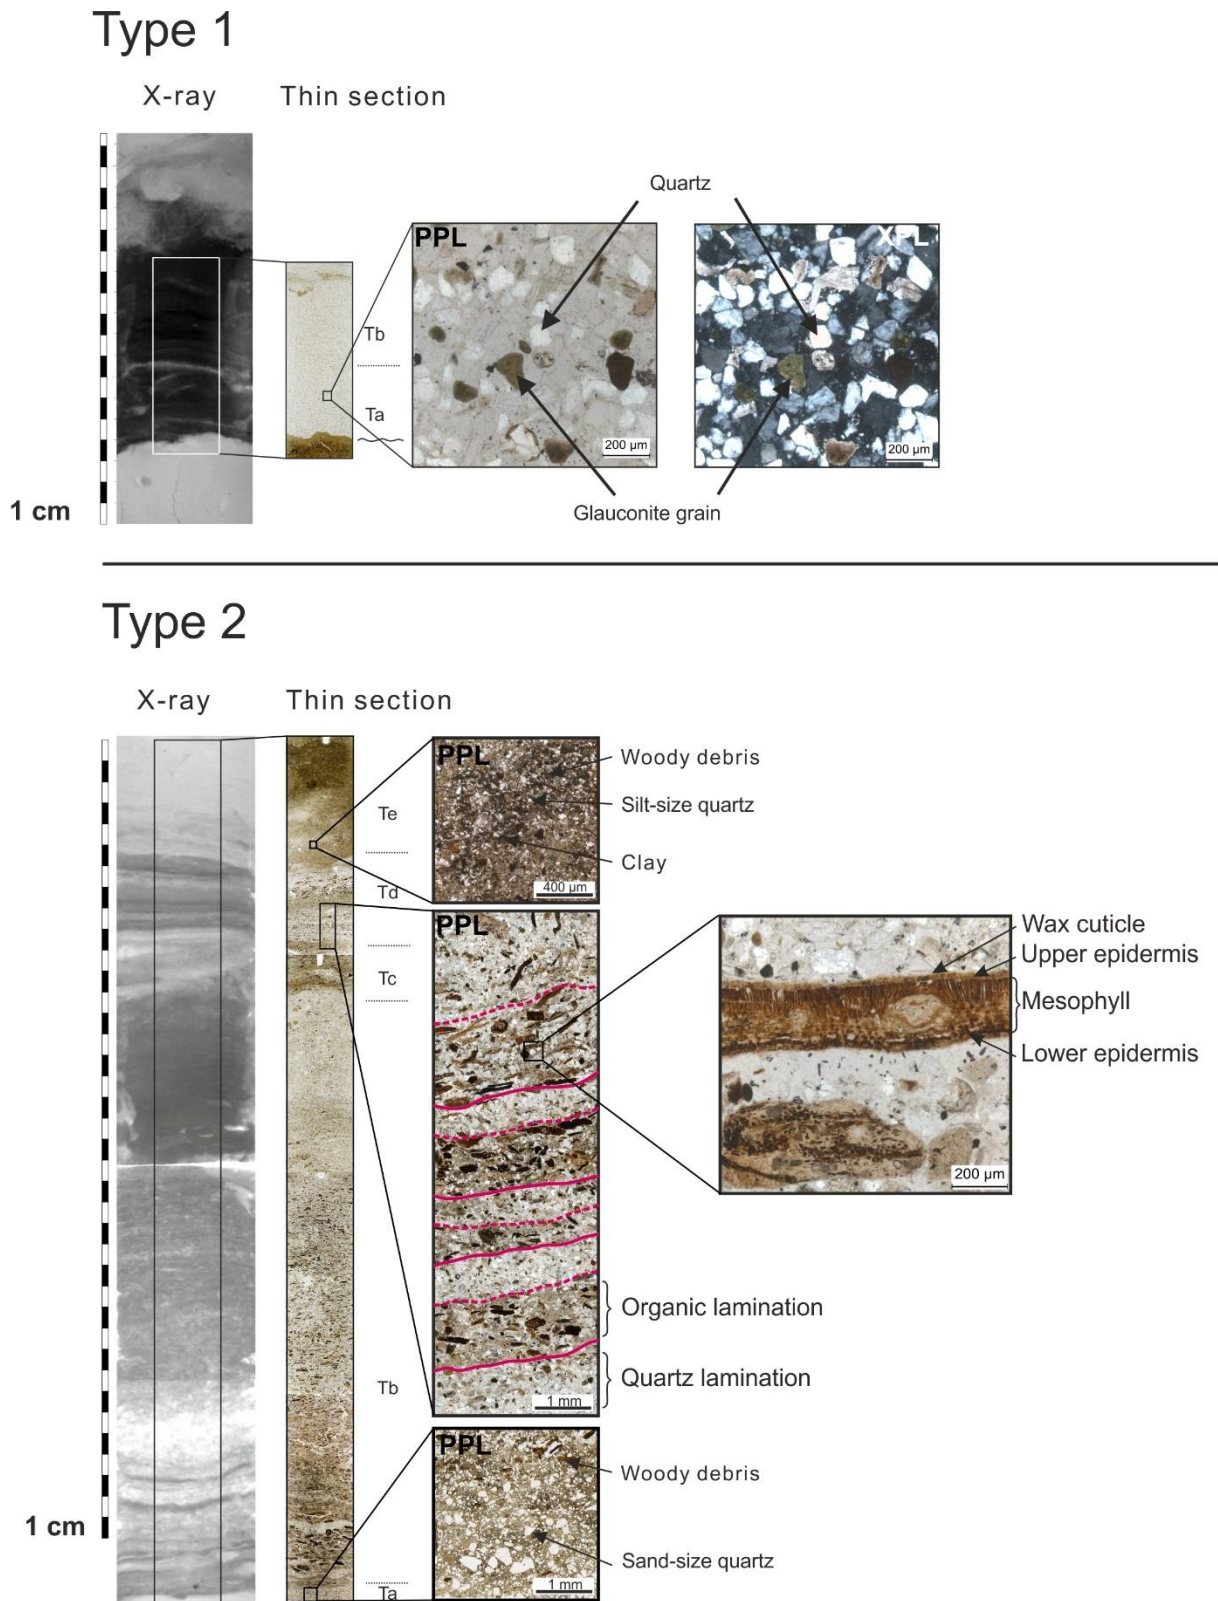 Type 1
X-ray
Thin section
Quartz
PPL
XPL
Tb
Ta
200 µm
200 µm
1 cm
Glauconite grain
Type 2
X-ray
Thin section
PPL
Woody debris
Silt-size quartz
Te
Clay
400 µm
Td
PPL
Wax cuticle
Upper epidermis
Tc
Mesophyll
Lower epidermis
200 µm
Organic lamination
Quartz lamination
Tb
1 mm
PPL
Woody debris
1 cm
Sand-size quartz
1 mm
Ta